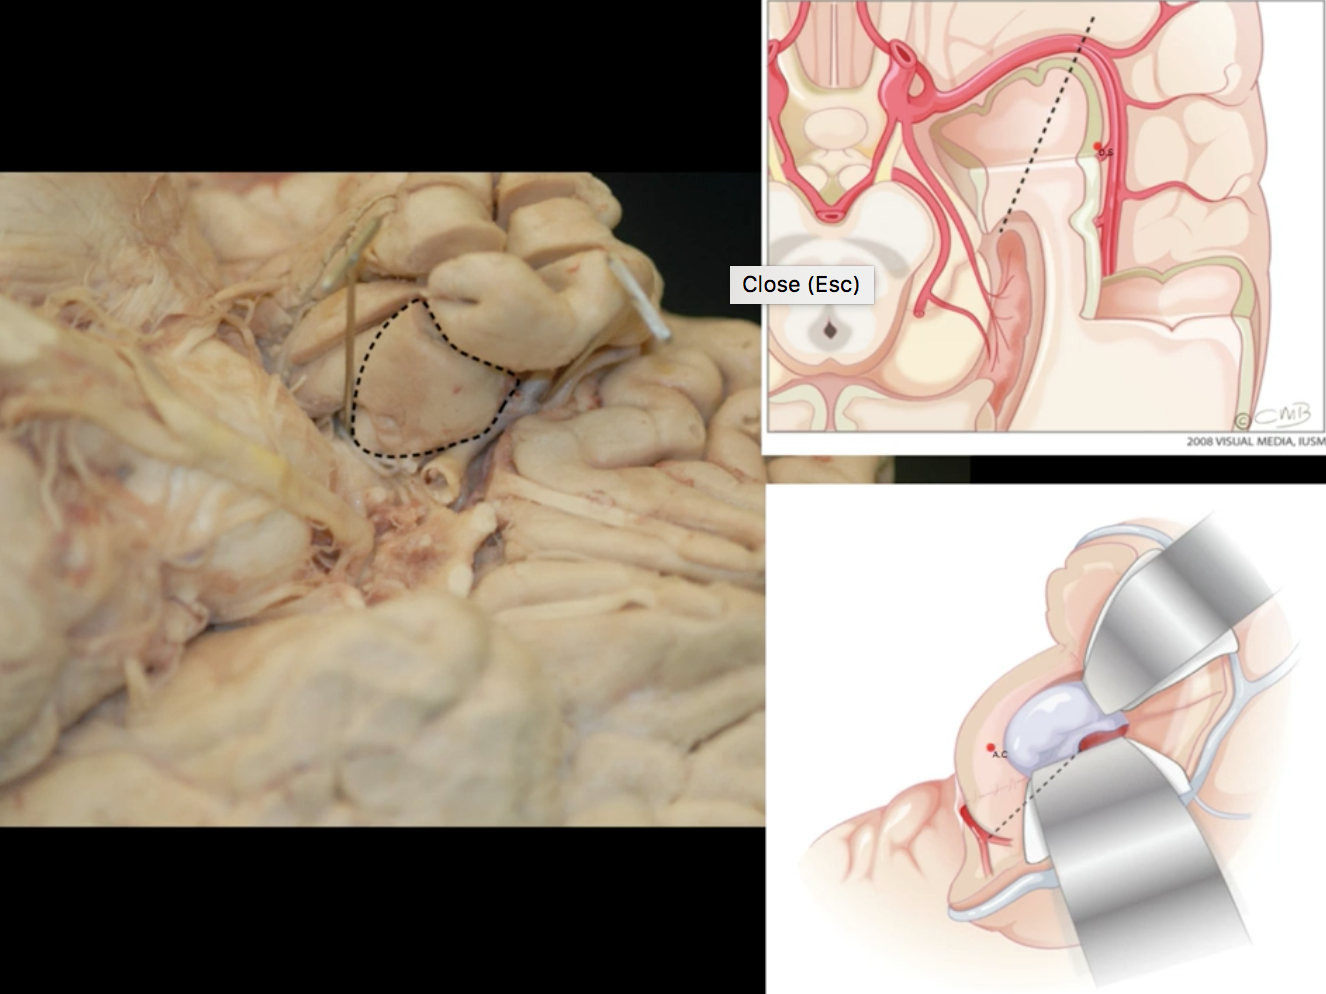 D.S
Close (Esc)
© CMB
2008 VISUAL MEDIA, IUSM
A.C